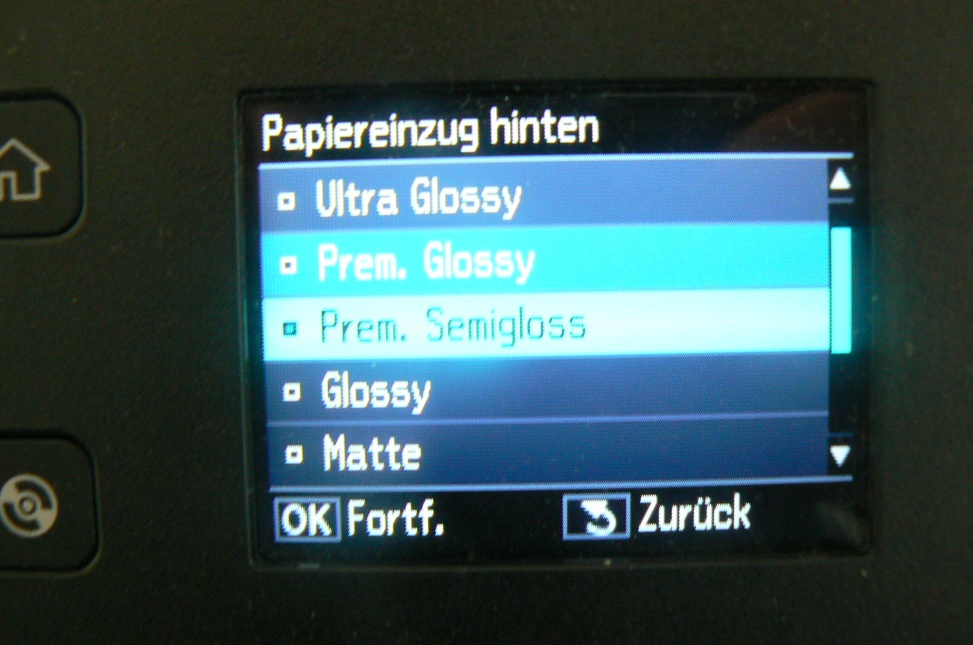 Papiereinzug hinten
Ultra Glossy
Prem. Glossy
Prem. Semigloss
Glossy
Matte
OK Fortf. Zurück